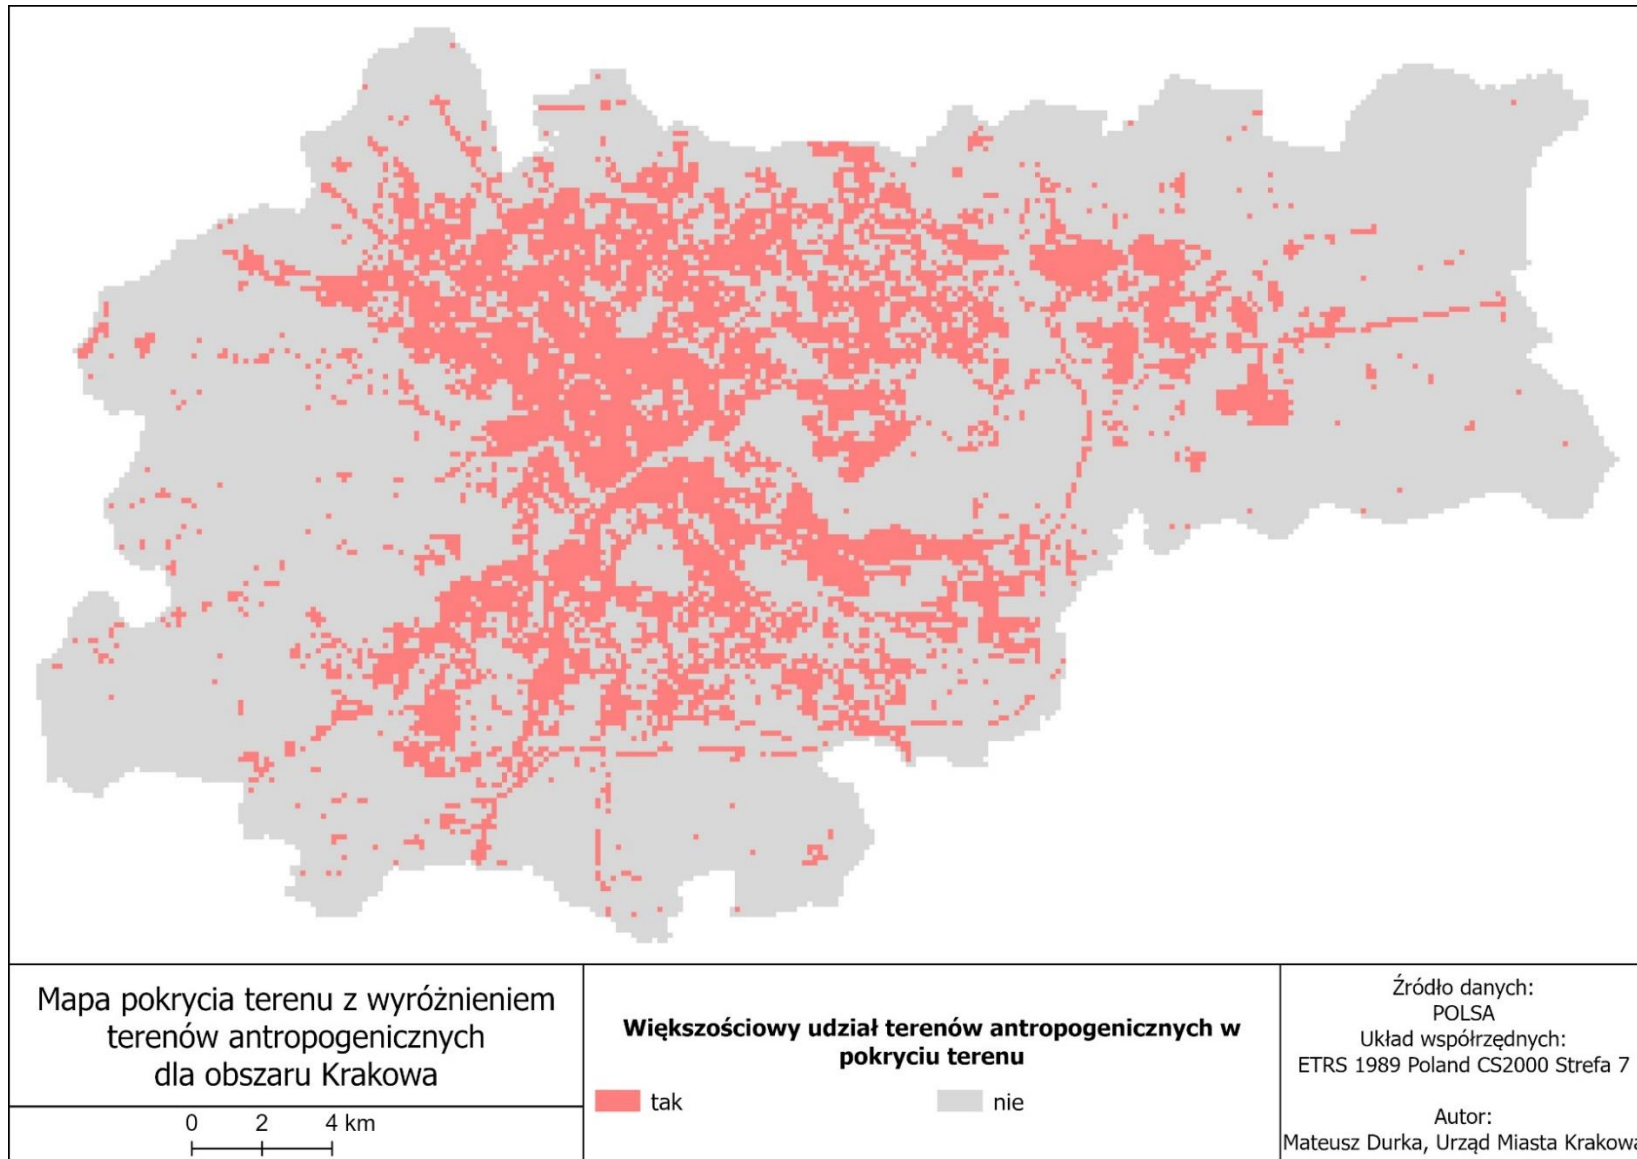 Mapa pokrycia terenu z wyróżnieniem
terenów antropogenicznych
dla obszaru Krakowa
0 2 4 km
Większościowy udział terenów antropogenicznych w
pokryciu terenu
tak nie
Źródło danych:
POLSA
Układ współrzędnych:
ETRS 1989 Poland CS2000 Strefa 7
Autor:
Mateusz Durka, Urząd Miasta Krakowa